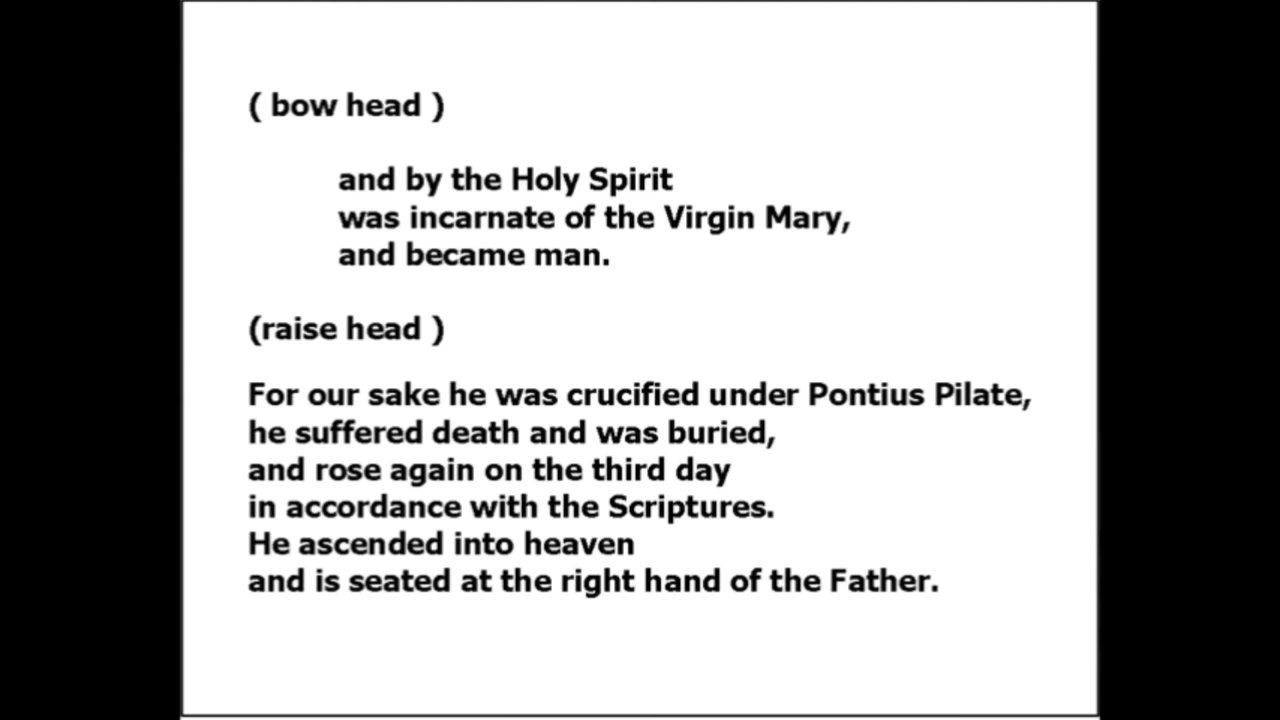 ( bow head )
and by the Holy Spirit
was incarnate of the Virgin Mary,
and became man.
(raise head )
For our sake he was crucified under Pontius Pilate,
he suffered death and was buried,
and rose again on the third day
in accordance with the Scriptures.
He ascended into heaven
and is seated at the right hand of the Father.